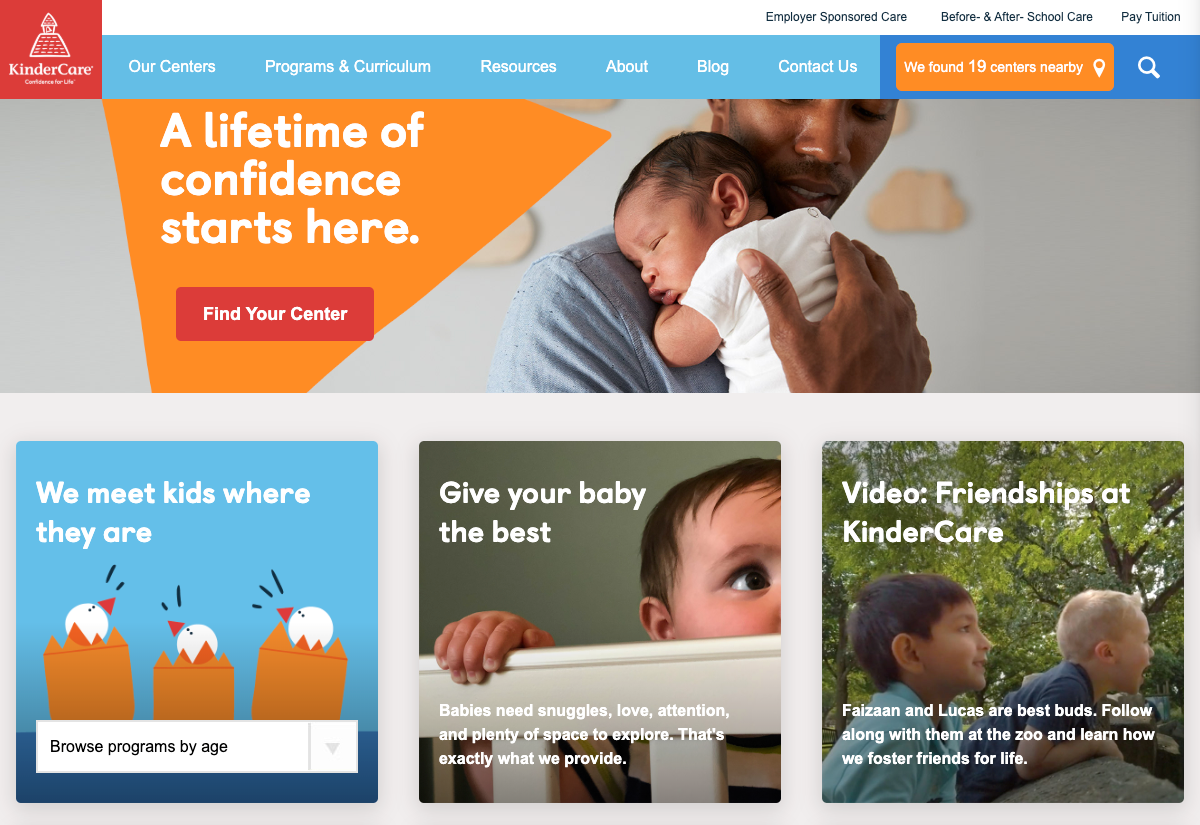 Employer Sponsored Care
Before- & After- School Care
Pay Tuition
KinderCare
Confidence for Life
Our Centers
Programs & Curriculum
Resources
About
Blog
Contact Us
We found 19 centers nearby
A lifetime of
confidence
starts here.
Find Your Center
We meet kids where
they are
Browse programs by age
Give your baby
the best
Babies need snuggles, love, attention,
and plenty of space to explore. That's
exactly what we provide.
Video: Friendships at
KinderCare
Faizaan and Lucas are best buds. Follow
along with them at the zoo and learn how
we foster friends for life.